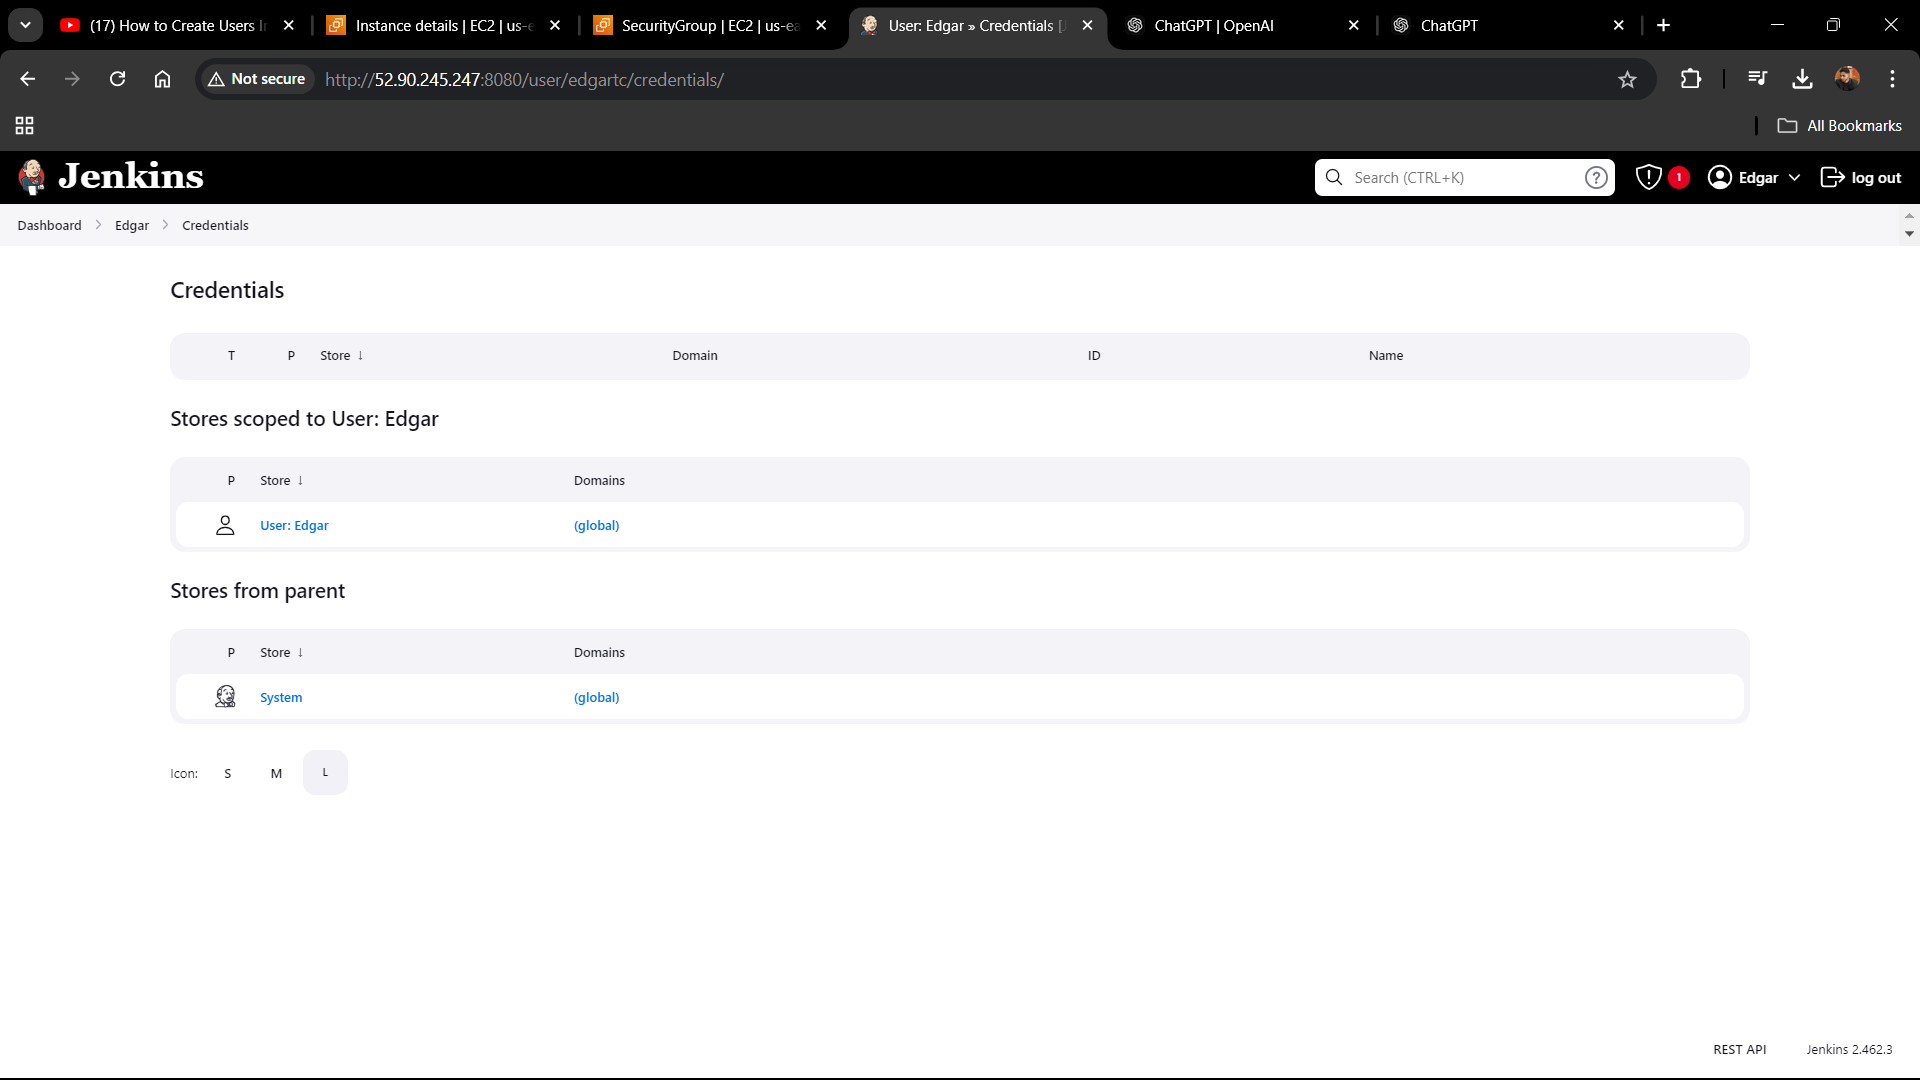 (17) How to Create Users I
Instance details | EC2 | us-e
SecurityGroup | EC2 | us-ea
User: Edgar » Credentials [J
ChatGPT | OpenAI
ChatGPT
Not secure
http://52.90.245.247:8080/user/edgartc/credentials/
All Bookmarks
Jenkins
Search (CTRL+K)
?
1
Edgar
log out
Dashboard
Edgar
Credentials
Credentials
T P Store ↓ Domain ID Name
Stores scoped to User: Edgar
P Store ↓ Domains
User: Edgar (global)
Stores from parent
P Store ↓ Domains
System (global)
Icon: S M L
REST API
Jenkins 2.462.3